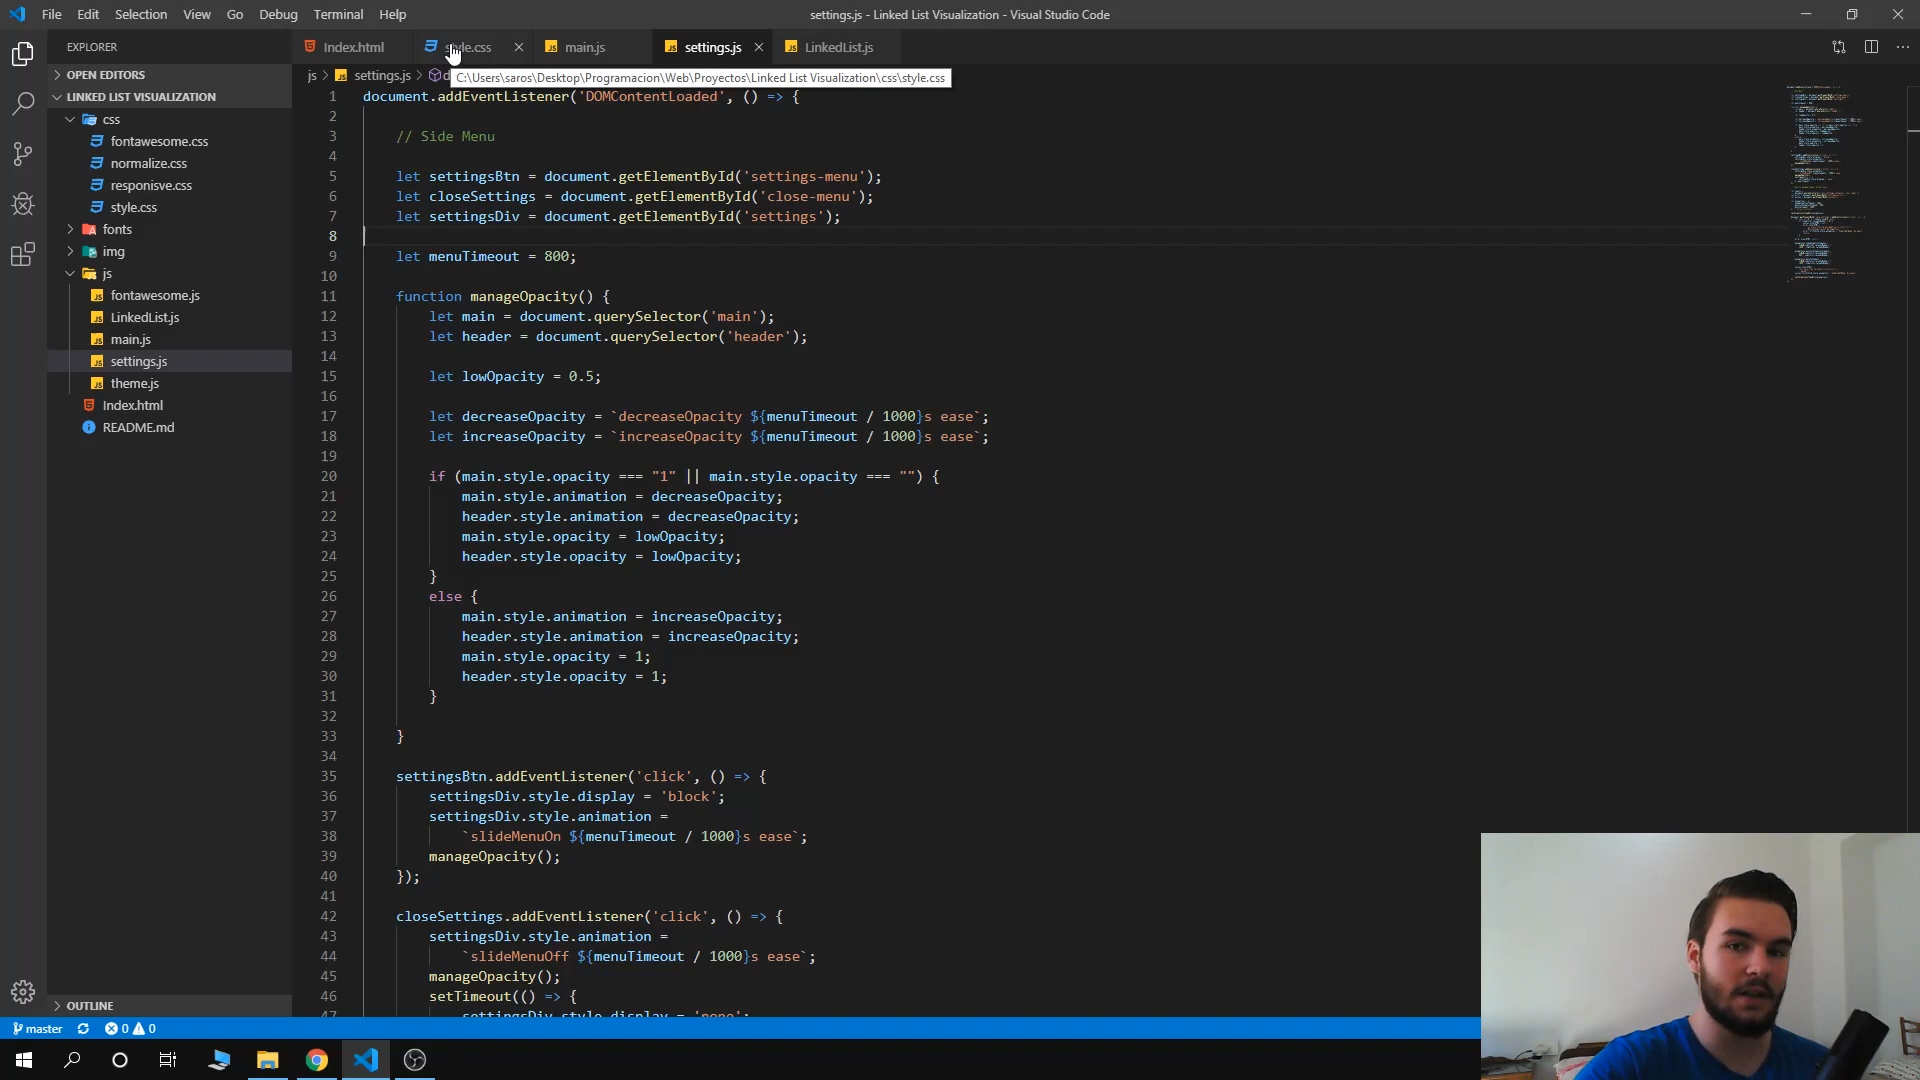 File Edit Selection View Go Debug Terminal Help
settings.js - Linked List Visualization - Visual Studio Code
EXPLORER
Index.html
style.css
main.js
settings.js
LinkedList.js
OPEN EDITORS
js > settings.js >
C:\Users\saros\Desktop\Programacion\Web\Proyectos\Linked List Visualization\css\style.css
LINKED LIST VISUALIZATION
css
fontawesome.css
normalize.css
responisve.css
style.css
fonts
img
js
fontawesome.js
LinkedList.js
main.js
settings.js
theme.js
Index.html
README.md
OUTLINE
1 document.addEventListener('DOMContentLoaded', () => {
2
3 // Side Menu
4
5 let settingsBtn = document.getElementById('settings-menu');
6 let closeSettings = document.getElementById('close-menu');
7 let settingsDiv = document.getElementById('settings');
8
9 let menuTimeout = 800;
10
11 function manageOpacity() {
12 let main = document.querySelector('main');
13 let header = document.querySelector('header');
14
15 let lowOpacity = 0.5;
16
17 let decreaseOpacity = `decreaseOpacity ${menuTimeout / 1000}s ease`;
18 let increaseOpacity = `increaseOpacity ${menuTimeout / 1000}s ease`;
19
20 if (main.style.opacity === "1" || main.style.opacity === "") {
21 main.style.animation = decreaseOpacity;
22 header.style.animation = decreaseOpacity;
23 main.style.opacity = lowOpacity;
24 header.style.opacity = lowOpacity;
25 }
26 else {
27 main.style.animation = increaseOpacity;
28 header.style.animation = increaseOpacity;
29 main.style.opacity = 1;
30 header.style.opacity = 1;
31 }
32
33 }
34
35 settingsBtn.addEventListener('click', () => {
36 settingsDiv.style.display = 'block';
37 settingsDiv.style.animation =
38 `slideMenuOn ${menuTimeout / 1000}s ease`;
39 manageOpacity();
40 });
41
42 closeSettings.addEventListener('click', () => {
43 settingsDiv.style.animation =
44 `slideMenuOff ${menuTimeout / 1000}s ease`;
45 manageOpacity();
46 setTimeout(() => {
47 settingsDiv.style.display = 'none';
master 0 0